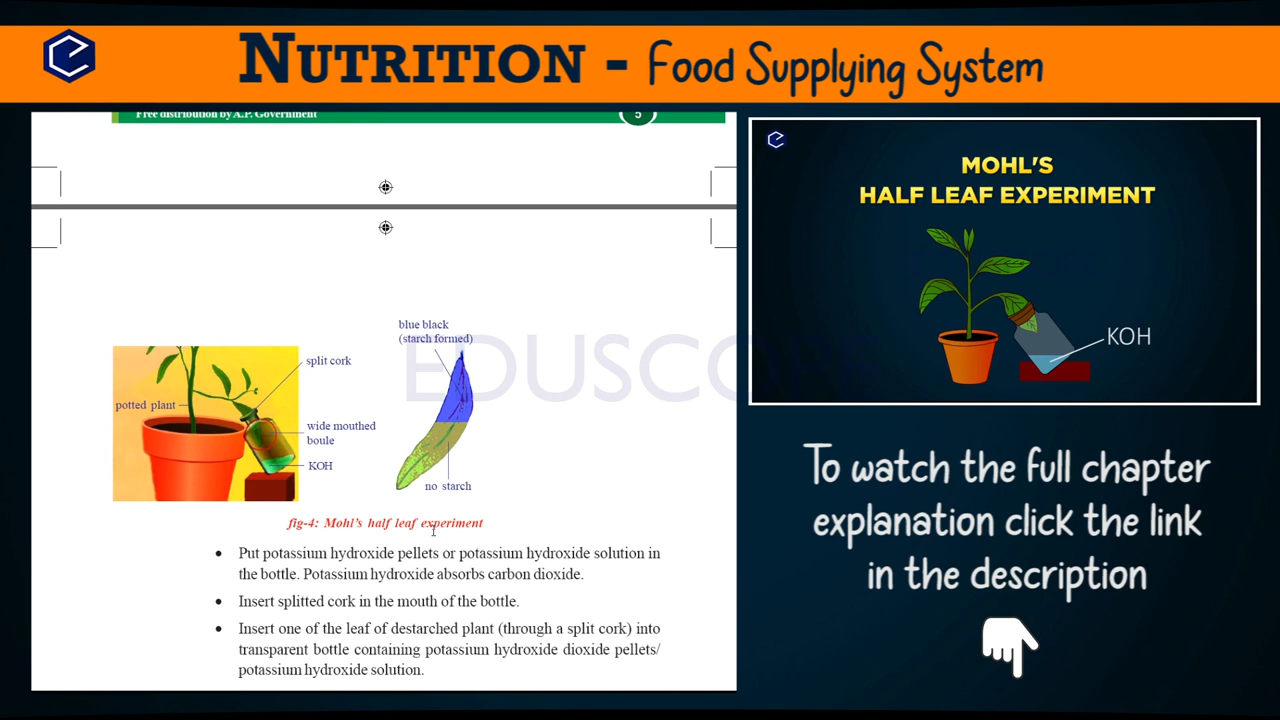 NUTRITION - Food Supplying System
Free distribution by A.P. Government
5
blue black
(starch formed)
split cork
potted plant
wide mouthed
boule
KOH
no starch
fig-4: Mohl's half leaf experiment
• Put potassium hydroxide pellets or potassium hydroxide solution in
the bottle. Potassium hydroxide absorbs carbon dioxide.
• Insert splitted cork in the mouth of the bottle.
• Insert one of the leaf of destarched plant (through a split cork) into
transparent bottle containing potassium hydroxide dioxide pellets/
potassium hydroxide solution.
MOHL'S
HALF LEAF EXPERIMENT
KOH
To watch the full chapter
explanation click the link
in the description